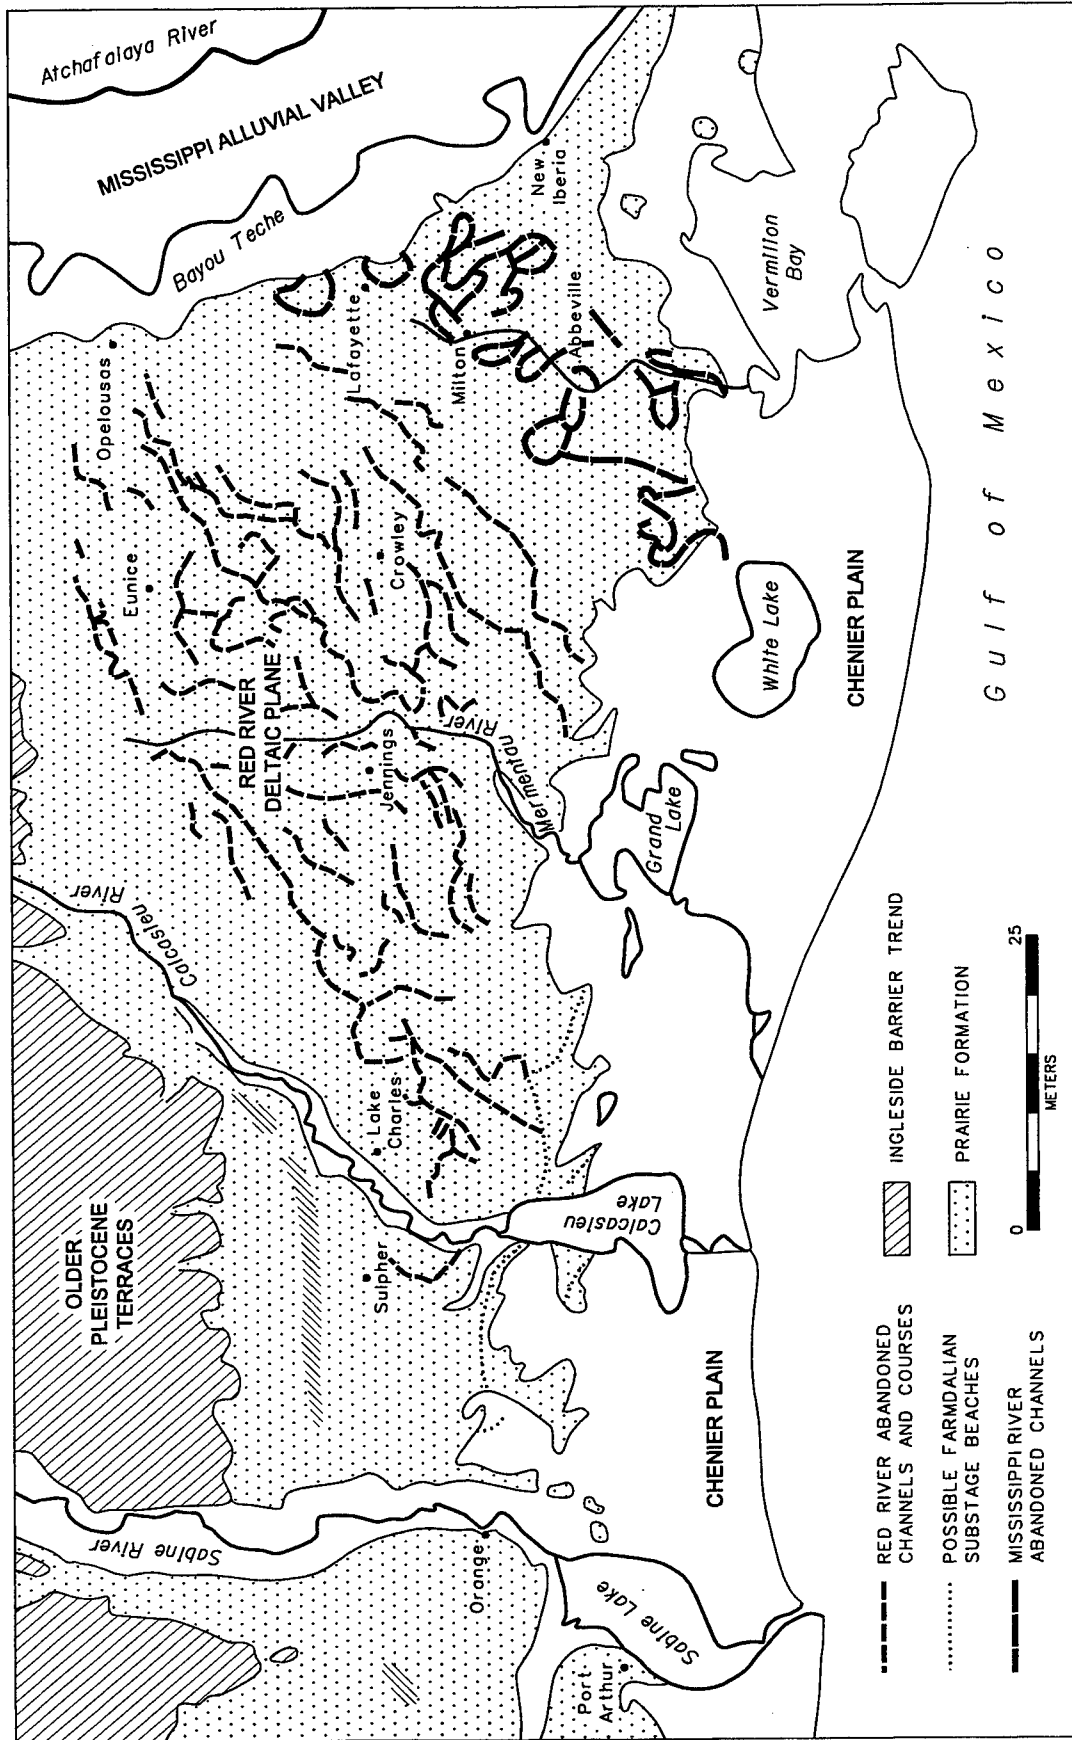 Atchafalaya River
MISSISSIPPI ALLUVIAL VALLEY
Bayou Teche
New
Iberia
Opelousas
Lafayette
Milton
Abbeville
Vermilion
Bay
Eunice
Crowley
RED RIVER
DELTAIC PLANE
Jennings
Mermentau
River
White Lake
Grand
Lake
CHENIER PLAIN
Gulf of Mexico
Calcasieu
River
Lake
Charles
Calcasieu
Lake
OLDER
PLEISTOCENE
TERRACES
Sulpher
CHENIER PLAIN
Sabine River
Orange
Sabine Lake
Port
Arthur
RED RIVER ABANDONED
CHANNELS AND COURSES
POSSIBLE FARMDALIAN
SUBSTAGE BEACHES
MISSISSIPPI RIVER
ABANDONED CHANNELS
INGLESIDE BARRIER TREND
PRAIRIE FORMATION
0
25
METERS